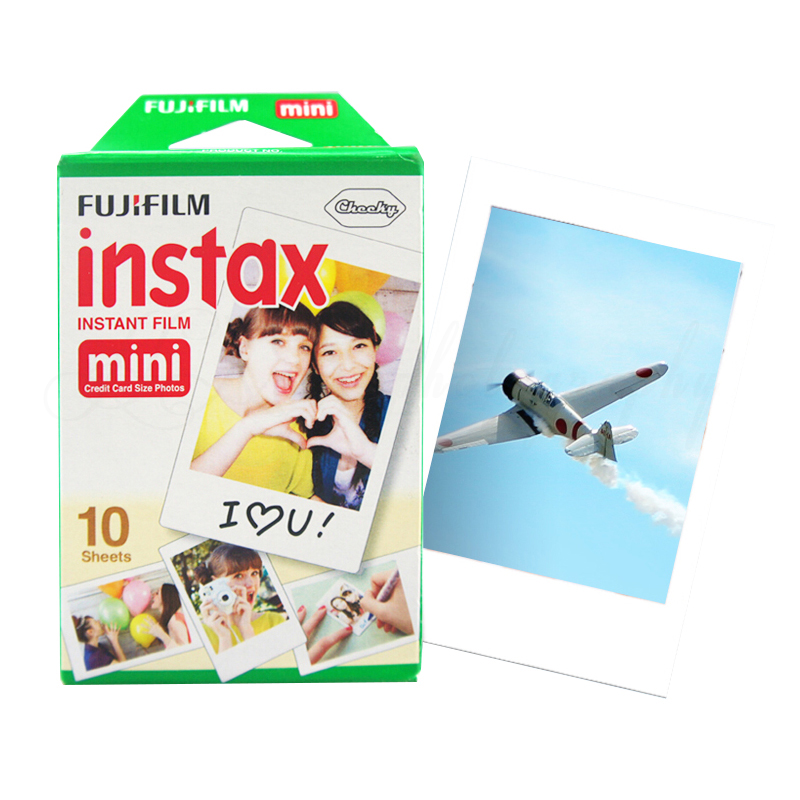 FUJIFILM mini
FUJIFILM
Cheeky
instax
INSTANT FILM
mini
Credit Card Size Photos
I ♡ U!
10
Sheets